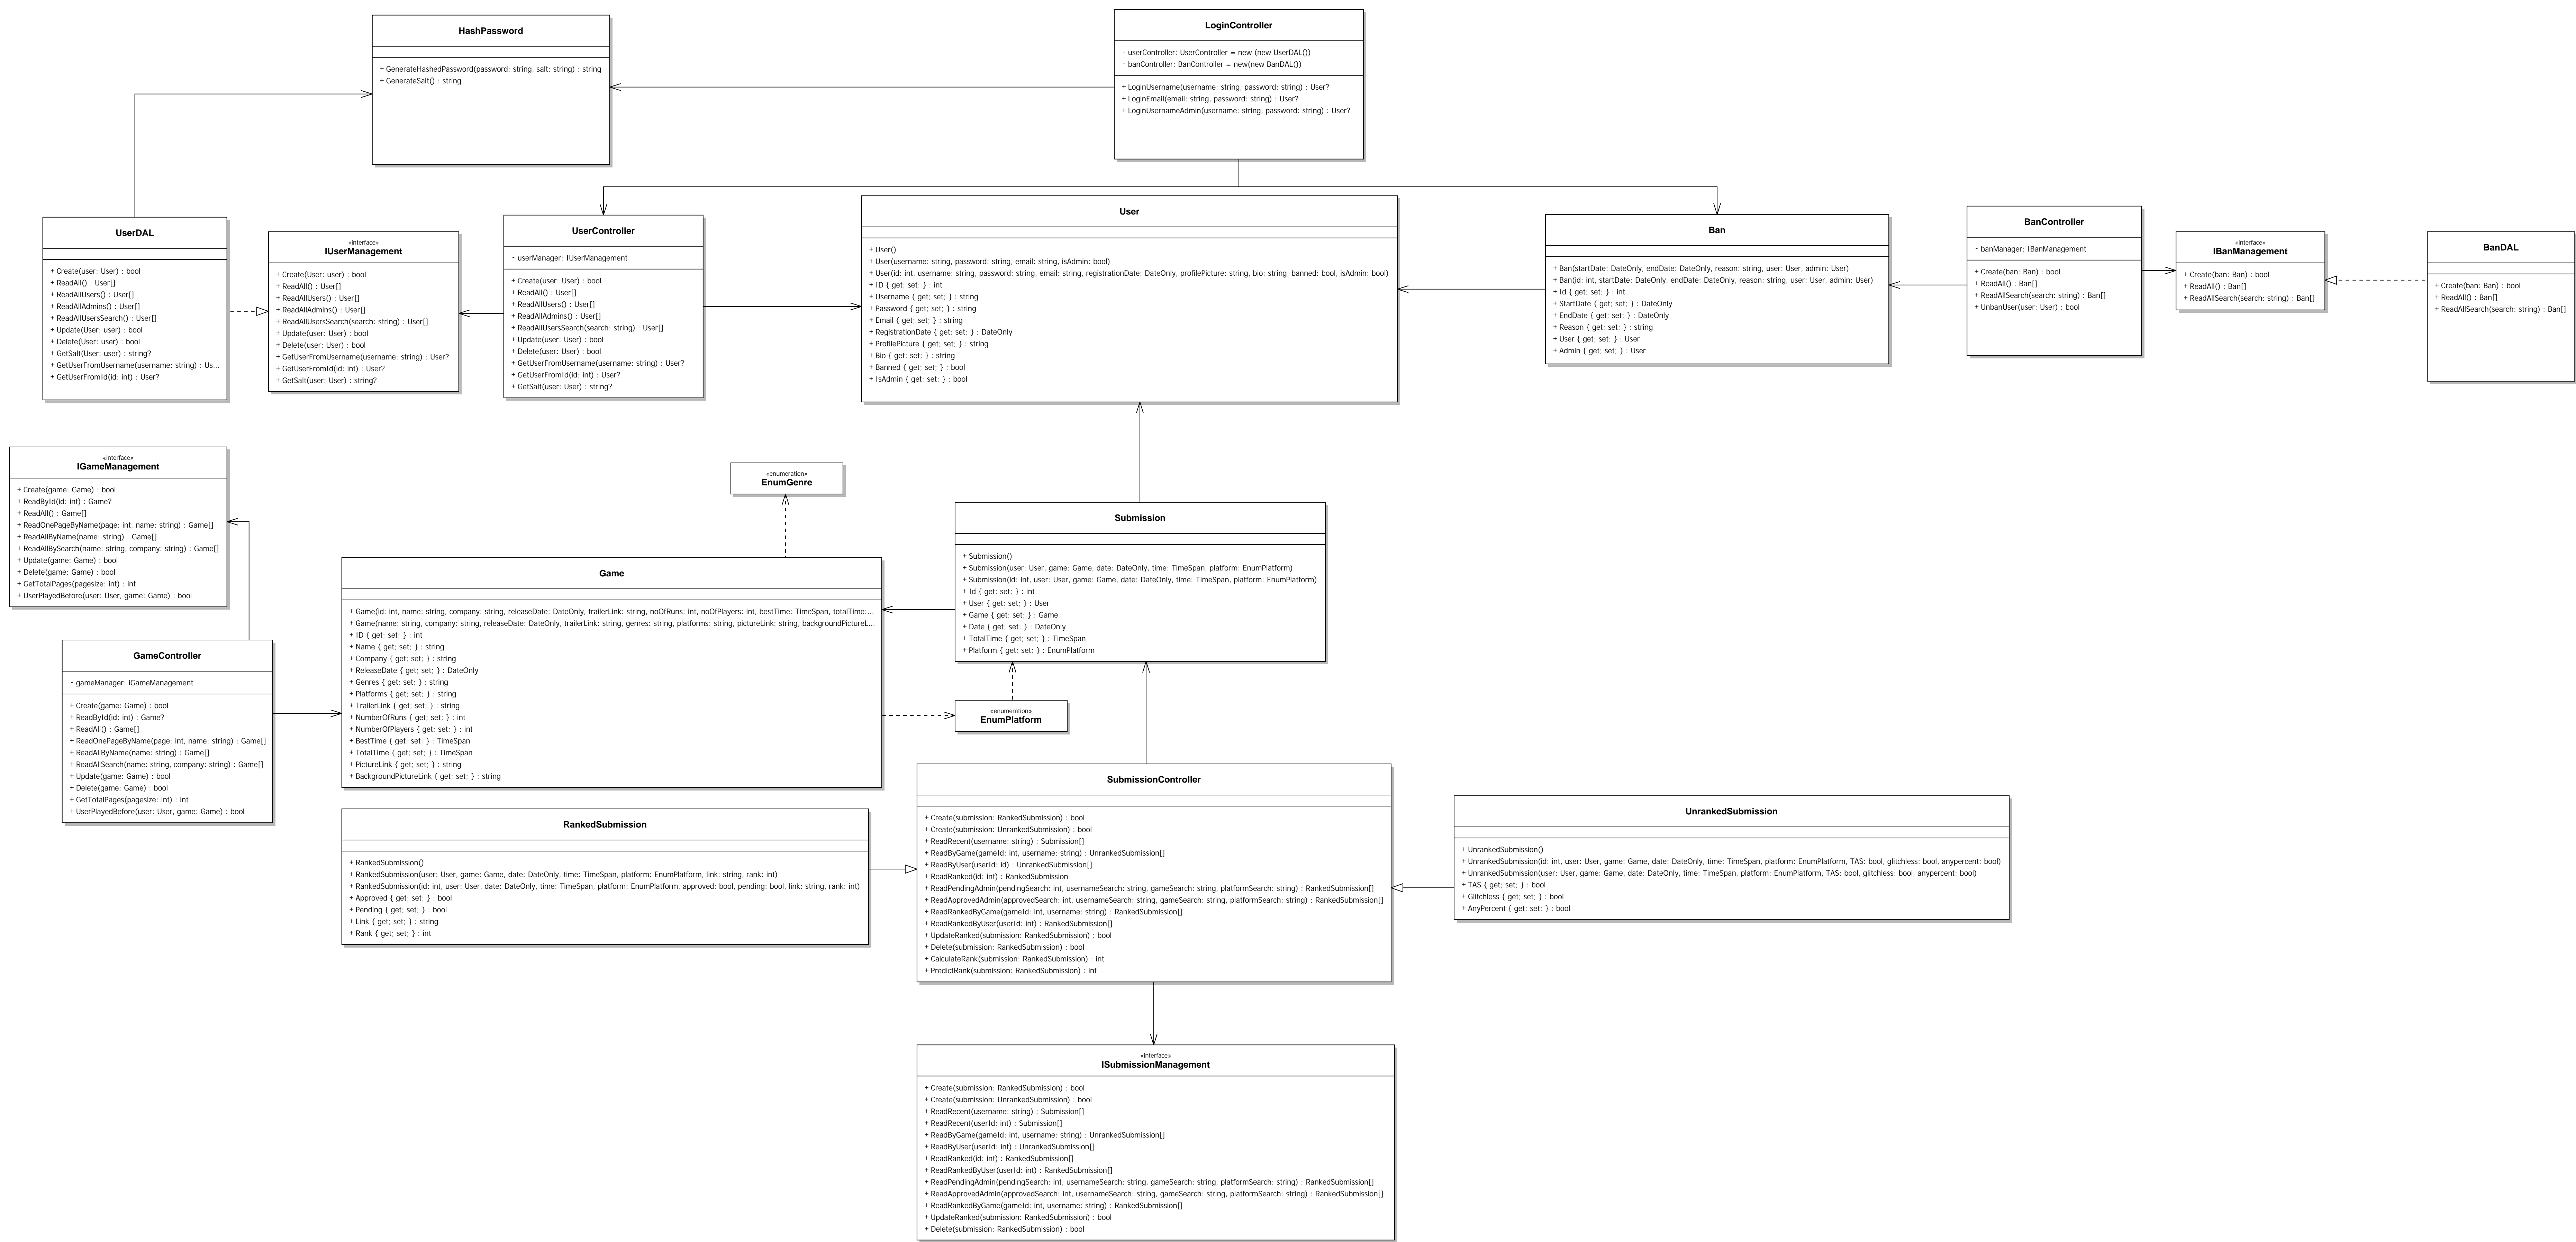 HashPassword
+ GenerateHashedPassword(password: string, salt: string) : string
+ GenerateSalt() : string
LoginController
- userController: UserController = new (new UserDAL())
- banController: BanController = new(new BanDAL())
+ LoginUsername(username: string, password: string) : User?
+ LoginEmail(email: string, password: string) : User?
+ LoginUsernameAdmin(username: string, password: string) : User?
UserDAL
+ Create(user: User) : bool
+ ReadAll() : User[]
+ ReadAllUsers() : User[]
+ ReadAllAdmins() : User[]
+ ReadAllUsersSearch() : User[]
+ Update(User: user) : bool
+ Delete(User: user) : bool
+ GetSalt(User: user) : string?
+ GetUserFromUsername(username: string) : Us...
+ GetUserFromId(id: int) : User?
«interface»
IUserManagement
+ Create(User: user) : bool
+ ReadAll() : User[]
+ ReadAllUsers() : User[]
+ ReadAllAdmins() : User[]
+ ReadAllUsersSearch(search: string) : User[]
+ Update(user: User) : bool
+ Delete(user: User) : bool
+ GetUserFromUsername(username: string) : User?
+ GetUserFromId(id: int) : User?
+ GetSalt(user: User) : string?
UserController
- userManager: IUserManagement
+ Create(user: User) : bool
+ ReadAll() : User[]
+ ReadAllUsers() : User[]
+ ReadAllAdmins() : User[]
+ ReadAllUsersSearch(search: string) : User[]
+ Update(user: User) : bool
+ Delete(user: User) : bool
+ GetUserFromUsername(username: string) : User?
+ GetUserFromId(id: int) : User?
+ GetSalt(user: User) : string?
User
+ User()
+ User(username: string, password: string, email: string, isAdmin: bool)
+ User(id: int, username: string, password: string, email: string, registrationDate: DateOnly, profilePicture: string, bio: string, banned: bool, isAdmin: bool)
+ ID { get; set; } : int
+ Username { get; set; } : string
+ Password { get; set; } : string
+ Email { get; set; } : string
+ RegistrationDate { get; set; } : DateOnly
+ ProfilePicture { get; set; } : string
+ Bio { get; set; } : string
+ Banned { get; set; } : bool
+ IsAdmin { get; set; } : bool
Ban
+ Ban(startDate: DateOnly, endDate: DateOnly, reason: string, user: User, admin: User)
+ Ban(id: int, startDate: DateOnly, endDate: DateOnly, reason: string, user: User, admin: User)
+ Id { get; set; } : int
+ StartDate { get; set; } : DateOnly
+ EndDate { get; set; } : DateOnly
+ Reason { get; set; } : string
+ User { get; set; } : User
+ Admin { get; set; } : User
BanController
- banManager: IBanManagement
+ Create(ban: Ban) : bool
+ ReadAll() : Ban[]
+ ReadAllSearch(search: string) : Ban[]
+ UnbanUser(user: User) : bool
«interface»
IBanManagement
+ Create(ban: Ban) : bool
+ ReadAll() : Ban[]
+ ReadAllSearch(search: string) : Ban[]
BanDAL
+ Create(ban: Ban) : bool
+ ReadAll() : Ban[]
+ ReadAllSearch(search: string) : Ban[]
«interface»
IGameManagement
+ Create(game: Game) : bool
+ ReadById(id: int) : Game?
+ ReadAll() : Game[]
+ ReadOnePageByName(page: int, name: string) : Game[]
+ ReadAllByName(name: string) : Game[]
+ ReadAllBySearch(name: string, company: string) : Game[]
+ Update(game: Game) : bool
+ Delete(game: Game) : bool
+ GetTotalPages(pagesize: int) : int
+ UserPlayedBefore(user: User, game: Game) : bool
GameController
- gameManager: iGameManagement
+ Create(game: Game) : bool
+ ReadById(id: int) : Game?
+ ReadAll() : Game[]
+ ReadOnePageByName(page: int, name: string) : Game[]
+ ReadAllByName(name: string) : Game[]
+ ReadAllSearch(name: string, company: string) : Game[]
+ Update(game: Game) : bool
+ Delete(game: Game) : bool
+ GetTotalPages(pagesize: int) : int
+ UserPlayedBefore(user: User, game: Game) : bool
«enumeration»
EnumGenre
Game
+ Game(id: int, name: string, company: string, releaseDate: DateOnly, trailerLink: string, noOfRuns: int, noOfPlayers: int, bestTime: TimeSpan, totalTime:...
+ Game(name: string, company: string, releaseDate: DateOnly, trailerLink: string, genres: string, platforms: string, pictureLink: string, backgroundPictureL...
+ ID { get; set; } : int
+ Name { get; set; } : string
+ Company { get; set; } : string
+ ReleaseDate { get; set; } : DateOnly
+ Genres { get; set; } : string
+ Platforms { get; set; } : string
+ TrailerLink { get; set; } : string
+ NumberOfRuns { get; set; } : int
+ NumberOfPlayers { get; set; } : int
+ BestTime { get; set; } : TimeSpan
+ TotalTime { get; set; } : TimeSpan
+ PictureLink { get; set; } : string
+ BackgroundPictureLink { get; set; } : string
Submission
+ Submission()
+ Submission(user: User, game: Game, date: DateOnly, time: TimeSpan, platform: EnumPlatform)
+ Submission(id: int, user: User, game: Game, date: DateOnly, time: TimeSpan, platform: EnumPlatform)
+ Id { get; set; } : int
+ User { get; set; } : User
+ Game { get; set; } : Game
+ Date { get; set; } : DateOnly
+ TotalTime { get; set; } : TimeSpan
+ Platform { get; set; } : EnumPlatform
«enumeration»
EnumPlatform
RankedSubmission
+ RankedSubmission()
+ RankedSubmission(user: User, game: Game, date: DateOnly, time: TimeSpan, platform: EnumPlatform, link: string, rank: int)
+ RankedSubmission(id: int, user: User, date: DateOnly, time: TimeSpan, platform: EnumPlatform, approved: bool, pending: bool, link: string, rank: int)
+ Approved { get; set; } : bool
+ Pending { get; set; } : bool
+ Link { get; set; } : string
+ Rank { get; set; } : int
SubmissionController
+ Create(submission: RankedSubmission) : bool
+ Create(submission: UnrankedSubmission) : bool
+ ReadRecent(username: string) : Submission[]
+ ReadByGame(gameId: int, username: string) : UnrankedSubmission[]
+ ReadByUser(userId: id) : UnrankedSubmission[]
+ ReadRanked(id: int) : RankedSubmission
+ ReadPendingAdmin(pendingSearch: int, usernameSearch: string, gameSearch: string, platformSearch: string) : RankedSubmission[]
+ ReadApprovedAdmin(approvedSearch: int, usernameSearch: string, gameSearch: string, platformSearch: string) : RankedSubmission[]
+ ReadRankedByGame(gameId: int, username: string) : RankedSubmission[]
+ ReadRankedByUser(userId: int) : RankedSubmission[]
+ UpdateRanked(submission: RankedSubmission) : bool
+ Delete(submission: RankedSubmission) : bool
+ CalculateRank(submission: RankedSubmission) : int
+ PredictRank(submission: RankedSubmission) : int
UnrankedSubmission
+ UnrankedSubmission()
+ UnrankedSubmission(id: int, user: User, game: Game, date: DateOnly, time: TimeSpan, platform: EnumPlatform, TAS: bool, glitchless: bool, anypercent: bool)
+ UnrankedSubmission(user: User, game: Game, date: DateOnly, time: TimeSpan, platform: EnumPlatform, TAS: bool, glitchless: bool, anypercent: bool)
+ TAS { get; set; } : bool
+ Glitchless { get; set; } : bool
+ AnyPercent { get; set; } : bool
«interface»
ISubmissionManagement
+ Create(submission: RankedSubmission) : bool
+ Create(submission: UnrankedSubmission) : bool
+ ReadRecent(username: string) : Submission[]
+ ReadRecent(userId: int) : Submission[]
+ ReadByGame(gameId: int, username: string) : UnrankedSubmission[]
+ ReadByUser(userId: int) : UnrankedSubmission[]
+ ReadRanked(id: int) : RankedSubmission[]
+ ReadRankedByUser(userId: int) : RankedSubmission[]
+ ReadPendingAdmin(pendingSearch: int, usernameSearch: string, gameSearch: string, platformSearch: string) : RankedSubmission[]
+ ReadApprovedAdmin(approvedSearch: int, usernameSearch: string, gameSearch: string, platformSearch: string) : RankedSubmission[]
+ ReadRankedByGame(gameId: int, username: string) : RankedSubmission[]
+ UpdateRanked(submission: RankedSubmission) : bool
+ Delete(submission: RankedSubmission) : bool